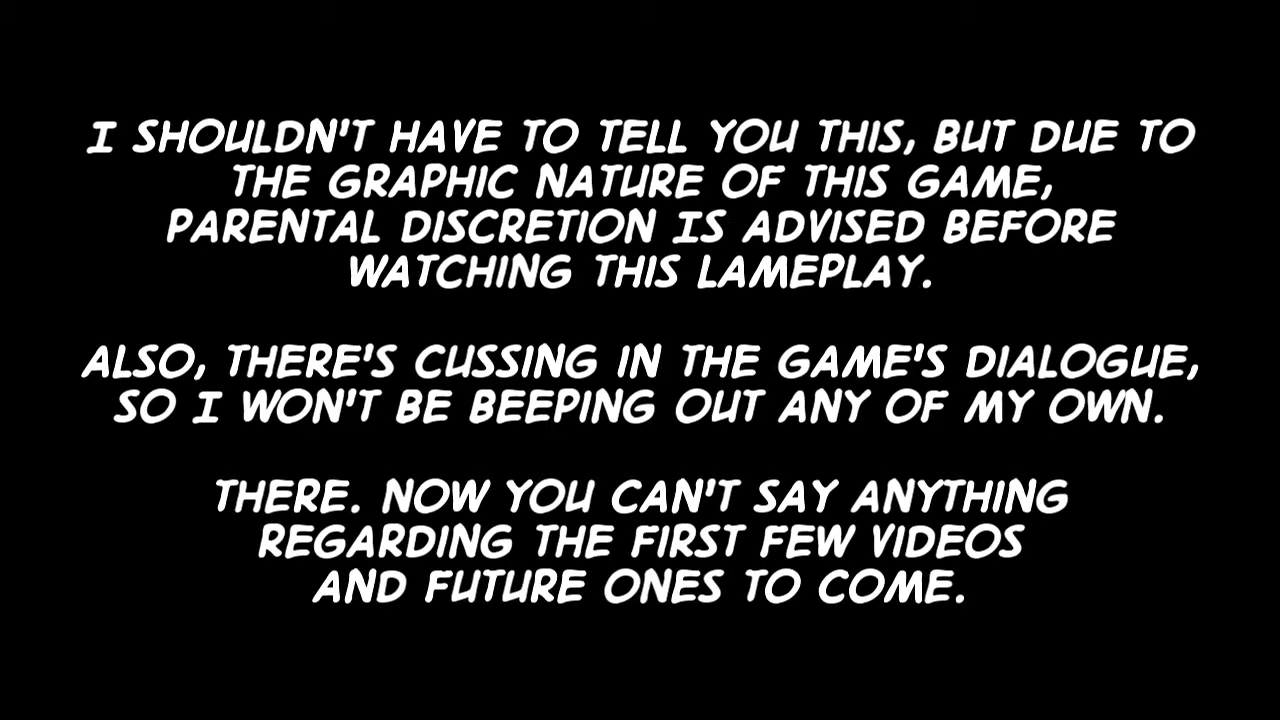 I SHOULDN'T HAVE TO TELL YOU THIS, BUT DUE TO
THE GRAPHIC NATURE OF THIS GAME,
PARENTAL DISCRETION IS ADVISED BEFORE
WATCHING THIS LAMEPLAY.
ALSO, THERE'S CUSSING IN THE GAME'S DIALOGUE,
SO I WON'T BE BEEPING OUT ANY OF MY OWN.
THERE. NOW YOU CAN'T SAY ANYTHING
REGARDING THE FIRST FEW VIDEOS
AND FUTURE ONES TO COME.